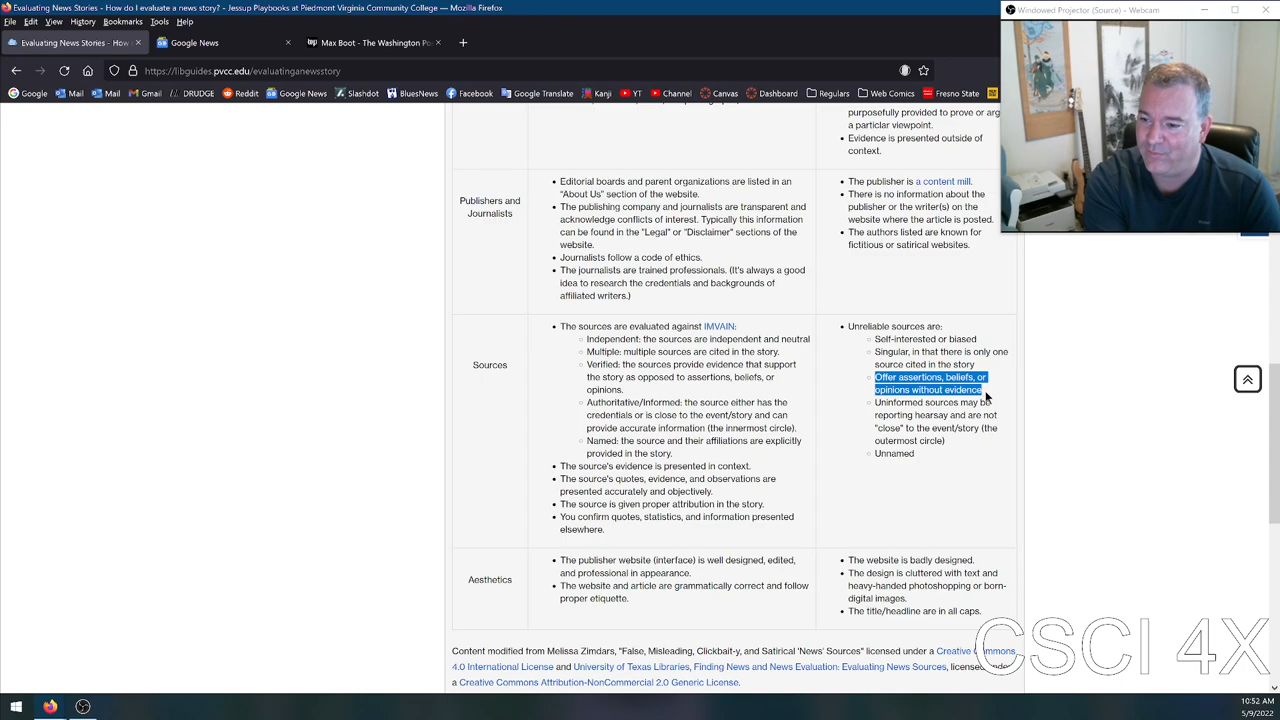 Evaluating News Stories - How do I evaluate a news story? - Jessup Playbooks at Piedmont Virginia Community College - Mozilla Firefox
Windowed Projector (Source) - Webcam
File Edit View History Bookmarks Tools Help
Evaluating News Stories - How
Google News
Max Boot - The Washington Po
https://libguides.pvcc.edu/evaluatinganewsstory
Google Mail Mail Gmail DRUDGE Reddit Google News Slashdot BluesNews Facebook Google Translate Kanji YT Channel Canvas Dashboard Regulars Web Comics Fresno State
purposefully provided to prove or arg
a particlar viewpoint.
Evidence is presented outside of
context.
Publishers and
Journalists
Editorial boards and parent organizations are listed in an
"About Us" section of the website.
The publishing company and journalists are transparent and
acknowledge conflicts of interest. Typically this information
can be found in the "Legal" or "Disclaimer" sections of the
website.
Journalists follow a code of ethics.
The journalists are trained professionals. (It's always a good
idea to research the credentials and backgrounds of
affiliated writers.)
The publisher is a content mill.
There is no information about the
publisher or the writer(s) on the
website where the article is posted.
The authors listed are known for
fictitious or satirical websites.
Sources
The sources are evaluated against IMVAIN:
Independent: the sources are independent and neutral
Multiple: multiple sources are cited in the story.
Verified: the sources provide evidence that support
the story as opposed to assertions, beliefs, or
opinions.
Authoritative/Informed: the source either has the
credentials or is close to the event/story and can
provide accurate information (the innermost circle).
Named: the source and their affiliations are explicitly
provided in the story.
The source's evidence is presented in context.
The source's quotes, evidence, and observations are
presented accurately and objectively.
The source is given proper attribution in the story.
You confirm quotes, statistics, and information presented
elsewhere.
Unreliable sources are:
Self-interested or biased
Singular, in that there is only one
source cited in the story
Offer assertions, beliefs, or
opinions without evidence
Uninformed sources may be
reporting hearsay and are not
"close" to the event/story (the
outermost circle)
Unnamed
Aesthetics
The publisher website (interface) is well designed, edited,
and professional in appearance.
The website and article are grammatically correct and follow
proper etiquette.
The website is badly designed.
The design is cluttered with text and
heavy-handed photoshopping or born-
digital images.
The title/headline are in all caps.
Content modified from Melissa Zimdars, "False, Misleading, Clickbait-y, and Satirical 'News' Sources" licensed under a Creative Commons
4.0 International License and University of Texas Libraries, Finding News and News Evaluation: Evaluating News Sources, licensed under
a Creative Commons Attribution-NonCommercial 2.0 Generic License.
CSCI 4X
10:52 AM
5/9/2022